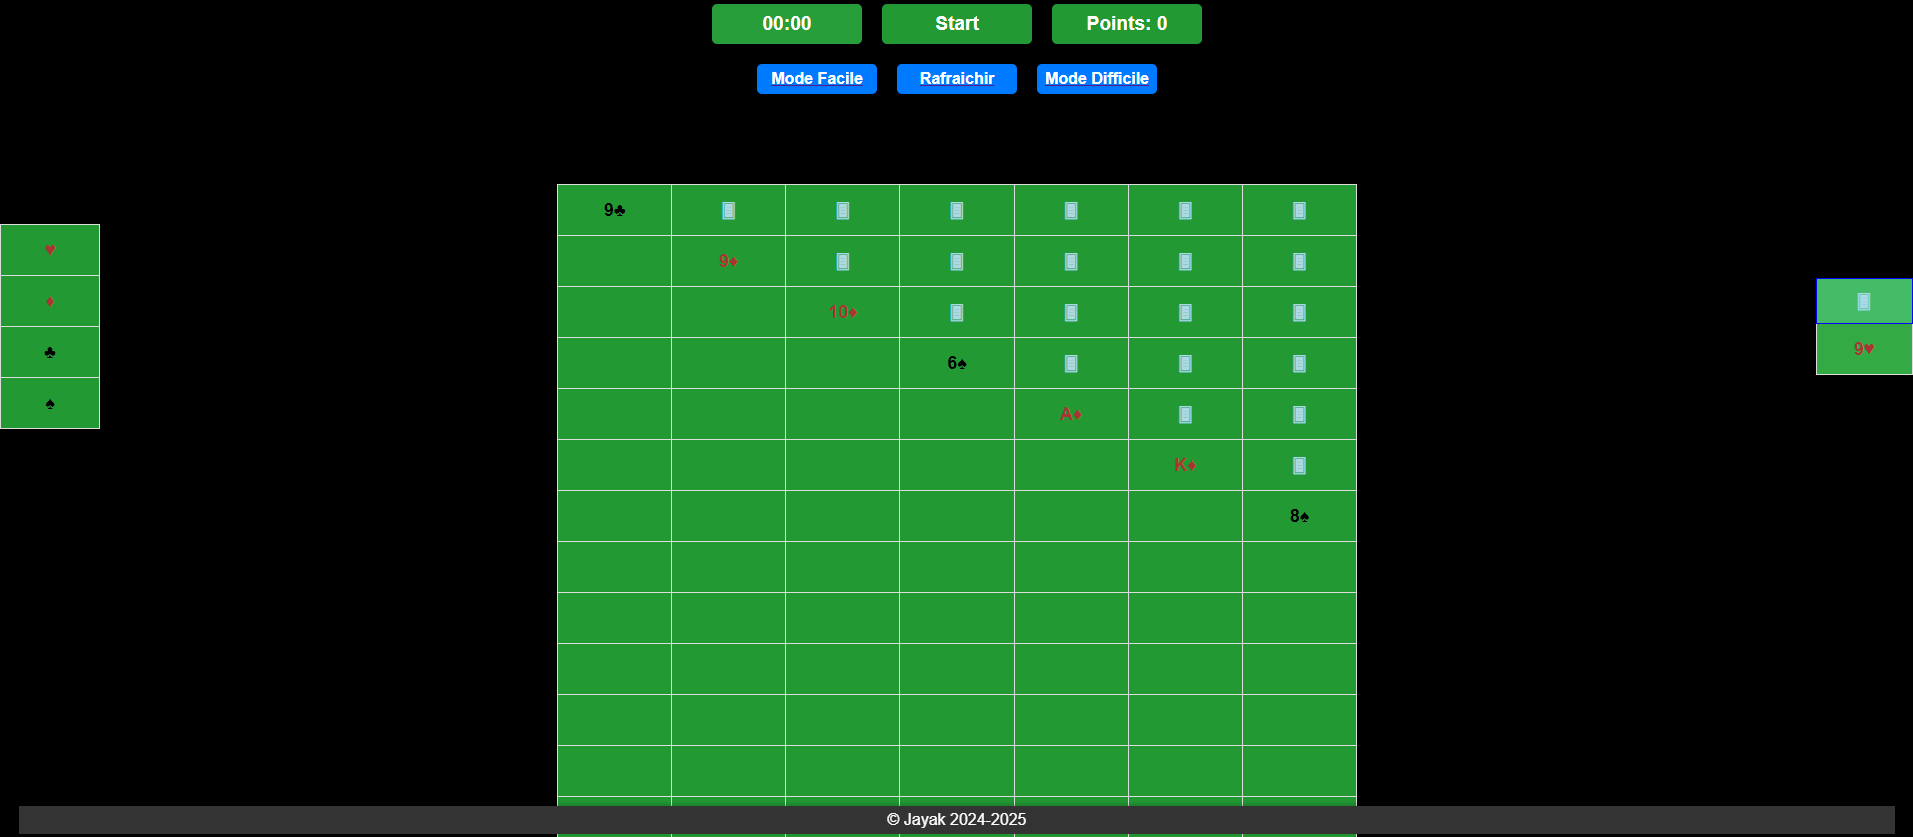 00:00 Start Points: 0
Mode Facile Rafraichir Mode Difficile
9♣
♥
9♦
♦
10♦
9♥
♣
6♠
♠
A♦
K♦
8♠
© Jayak 2024-2025